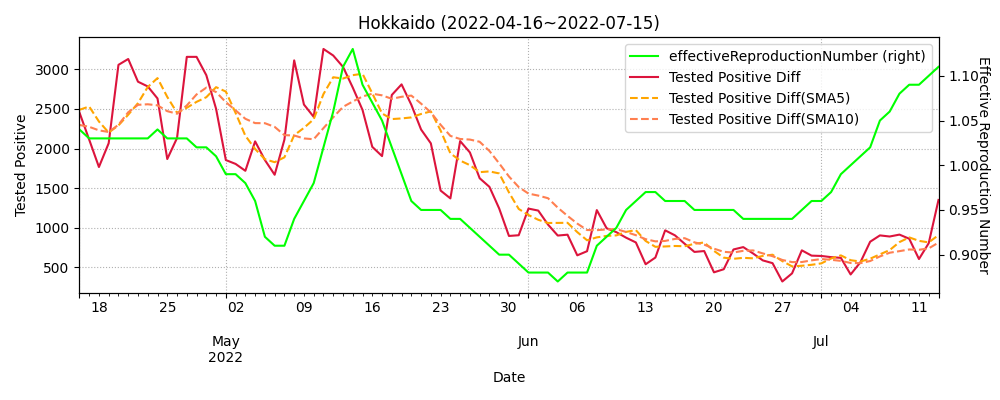 Hokkaido (2022-04-16~2022-07-15)
effectiveReproductionNumber (right)
Tested Positive Diff
Tested Positive Diff(SMA5)
Tested Positive Diff(SMA10)
Tested Positive
3000
2500
2000
1500
1000
500
1.10
1.05
1.00
0.95
0.90
Effective Reproduction Number
18 25 02 09 16 23 30 06 13 20 27 04 11
May Jun Jul
2022
Date